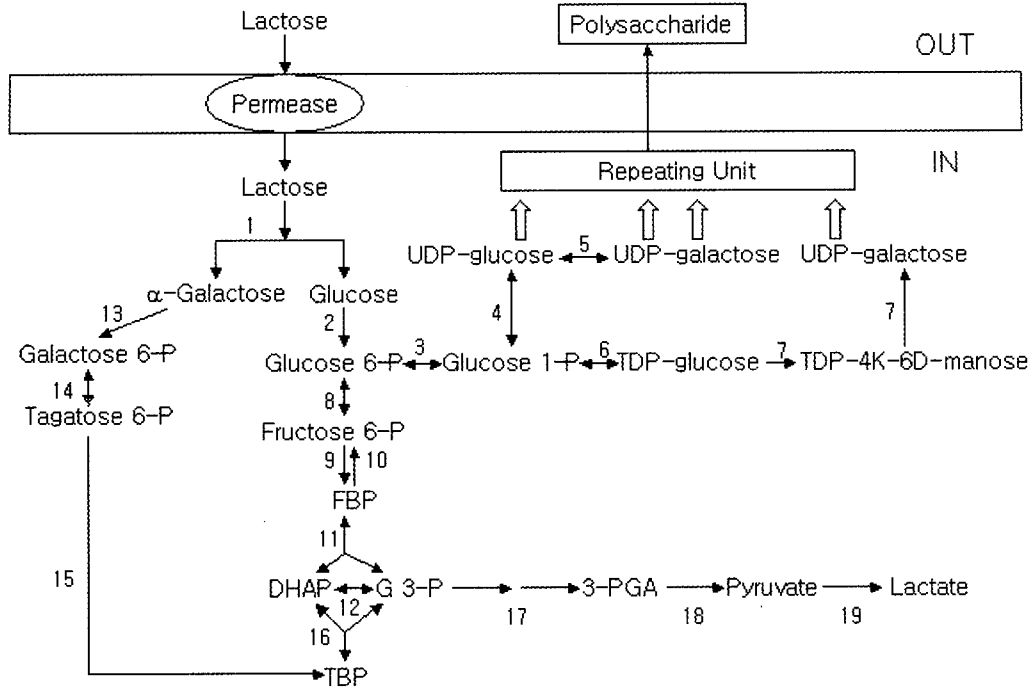 Lactose
Polysaccharide
OUT
Permease
IN
Lactose
Repeating Unit
1
UDP-glucose
5
UDP-galactose
UDP-galactose
α-Galactose
Glucose
13
2
4
7
Galactose 6-P
Glucose 6-P
3
Glucose 1-P
6
TDP-glucose
7
TDP-4K-6D-manose
14
8
Tagatose 6-P
Fructose 6-P
9
10
FBP
11
15
DHAP
G 3-P
3-PGA
Pyruvate
Lactate
12
17
18
19
16
TBP